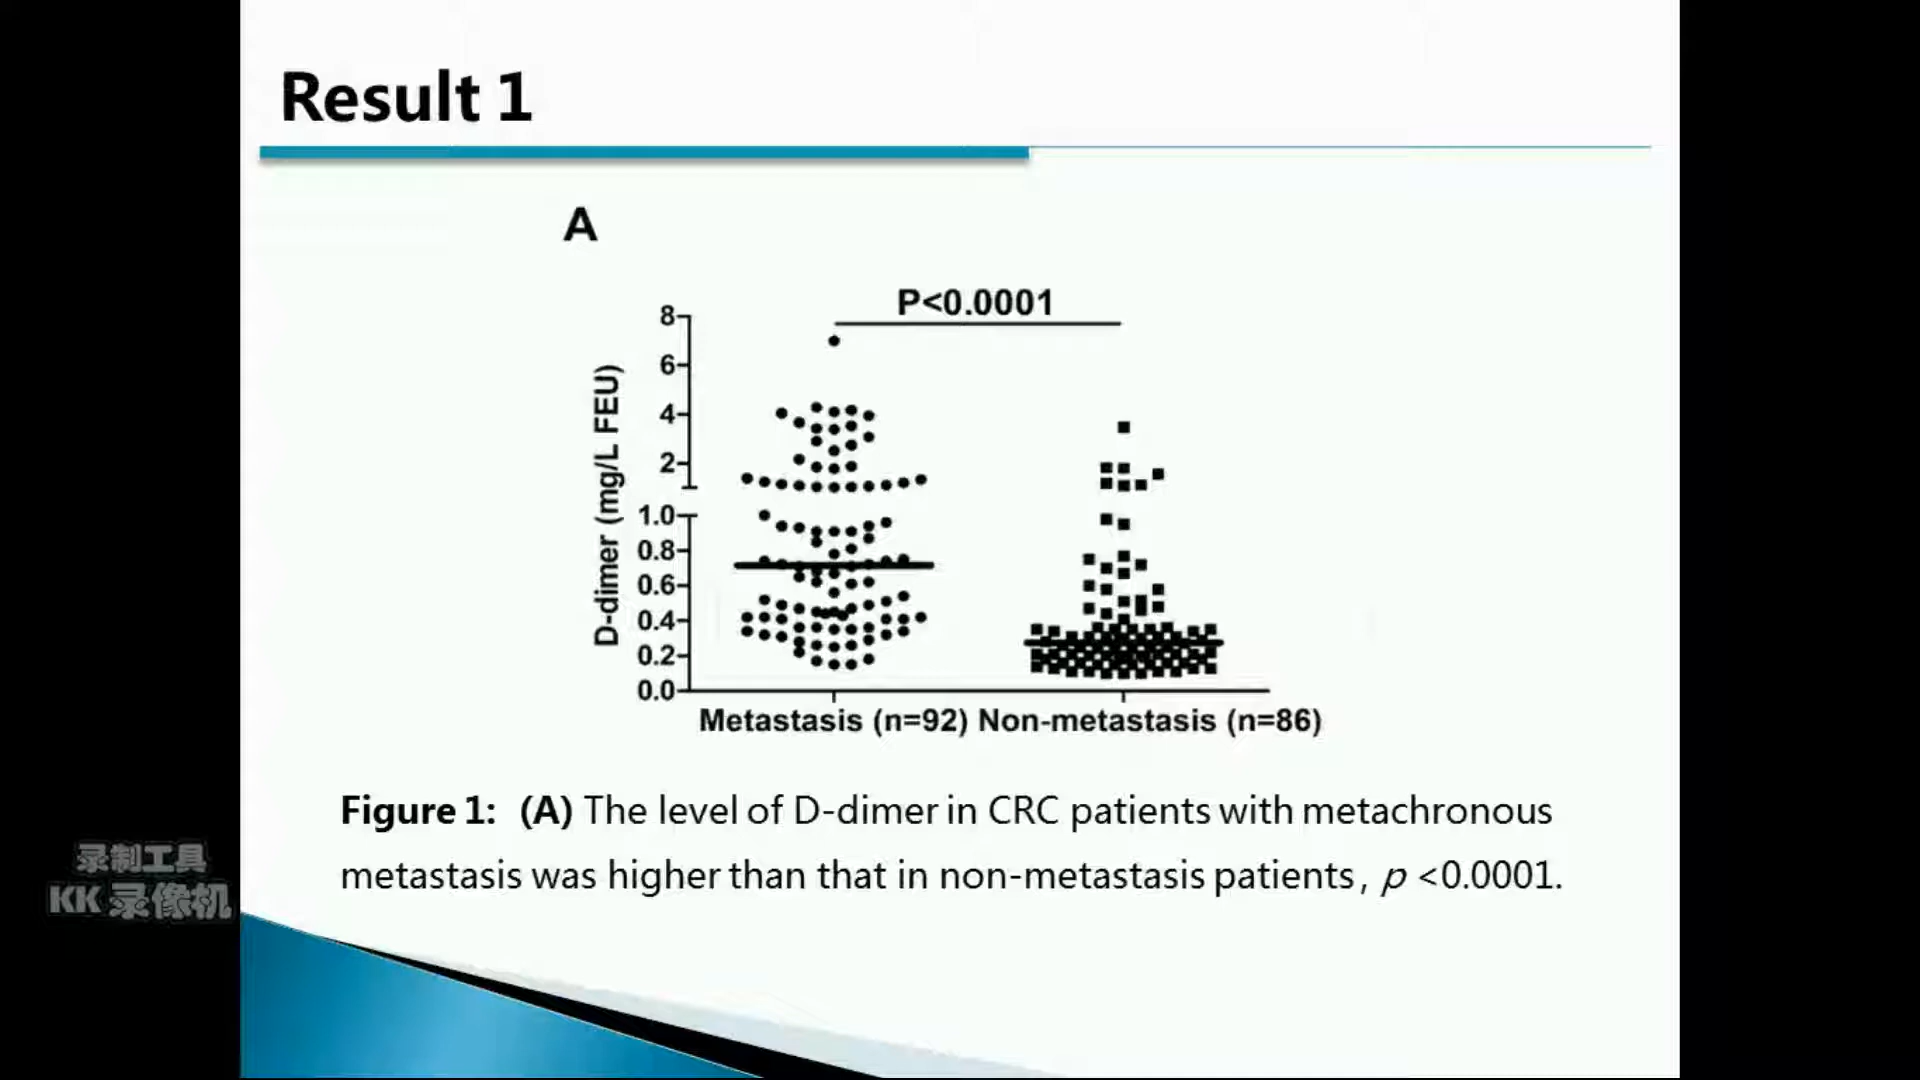 Result 1
A
P<0.0001
8
6
4
2
1.0
0.8
0.6
0.4
0.2
0.0
D-dimer (mg/L FEU)
Metastasis (n=92) Non-metastasis (n=86)
Figure 1: (A) The level of D-dimer in CRC patients with metachronous
metastasis was higher than that in non-metastasis patients, p <0.0001.
录制工具
KK 录像机